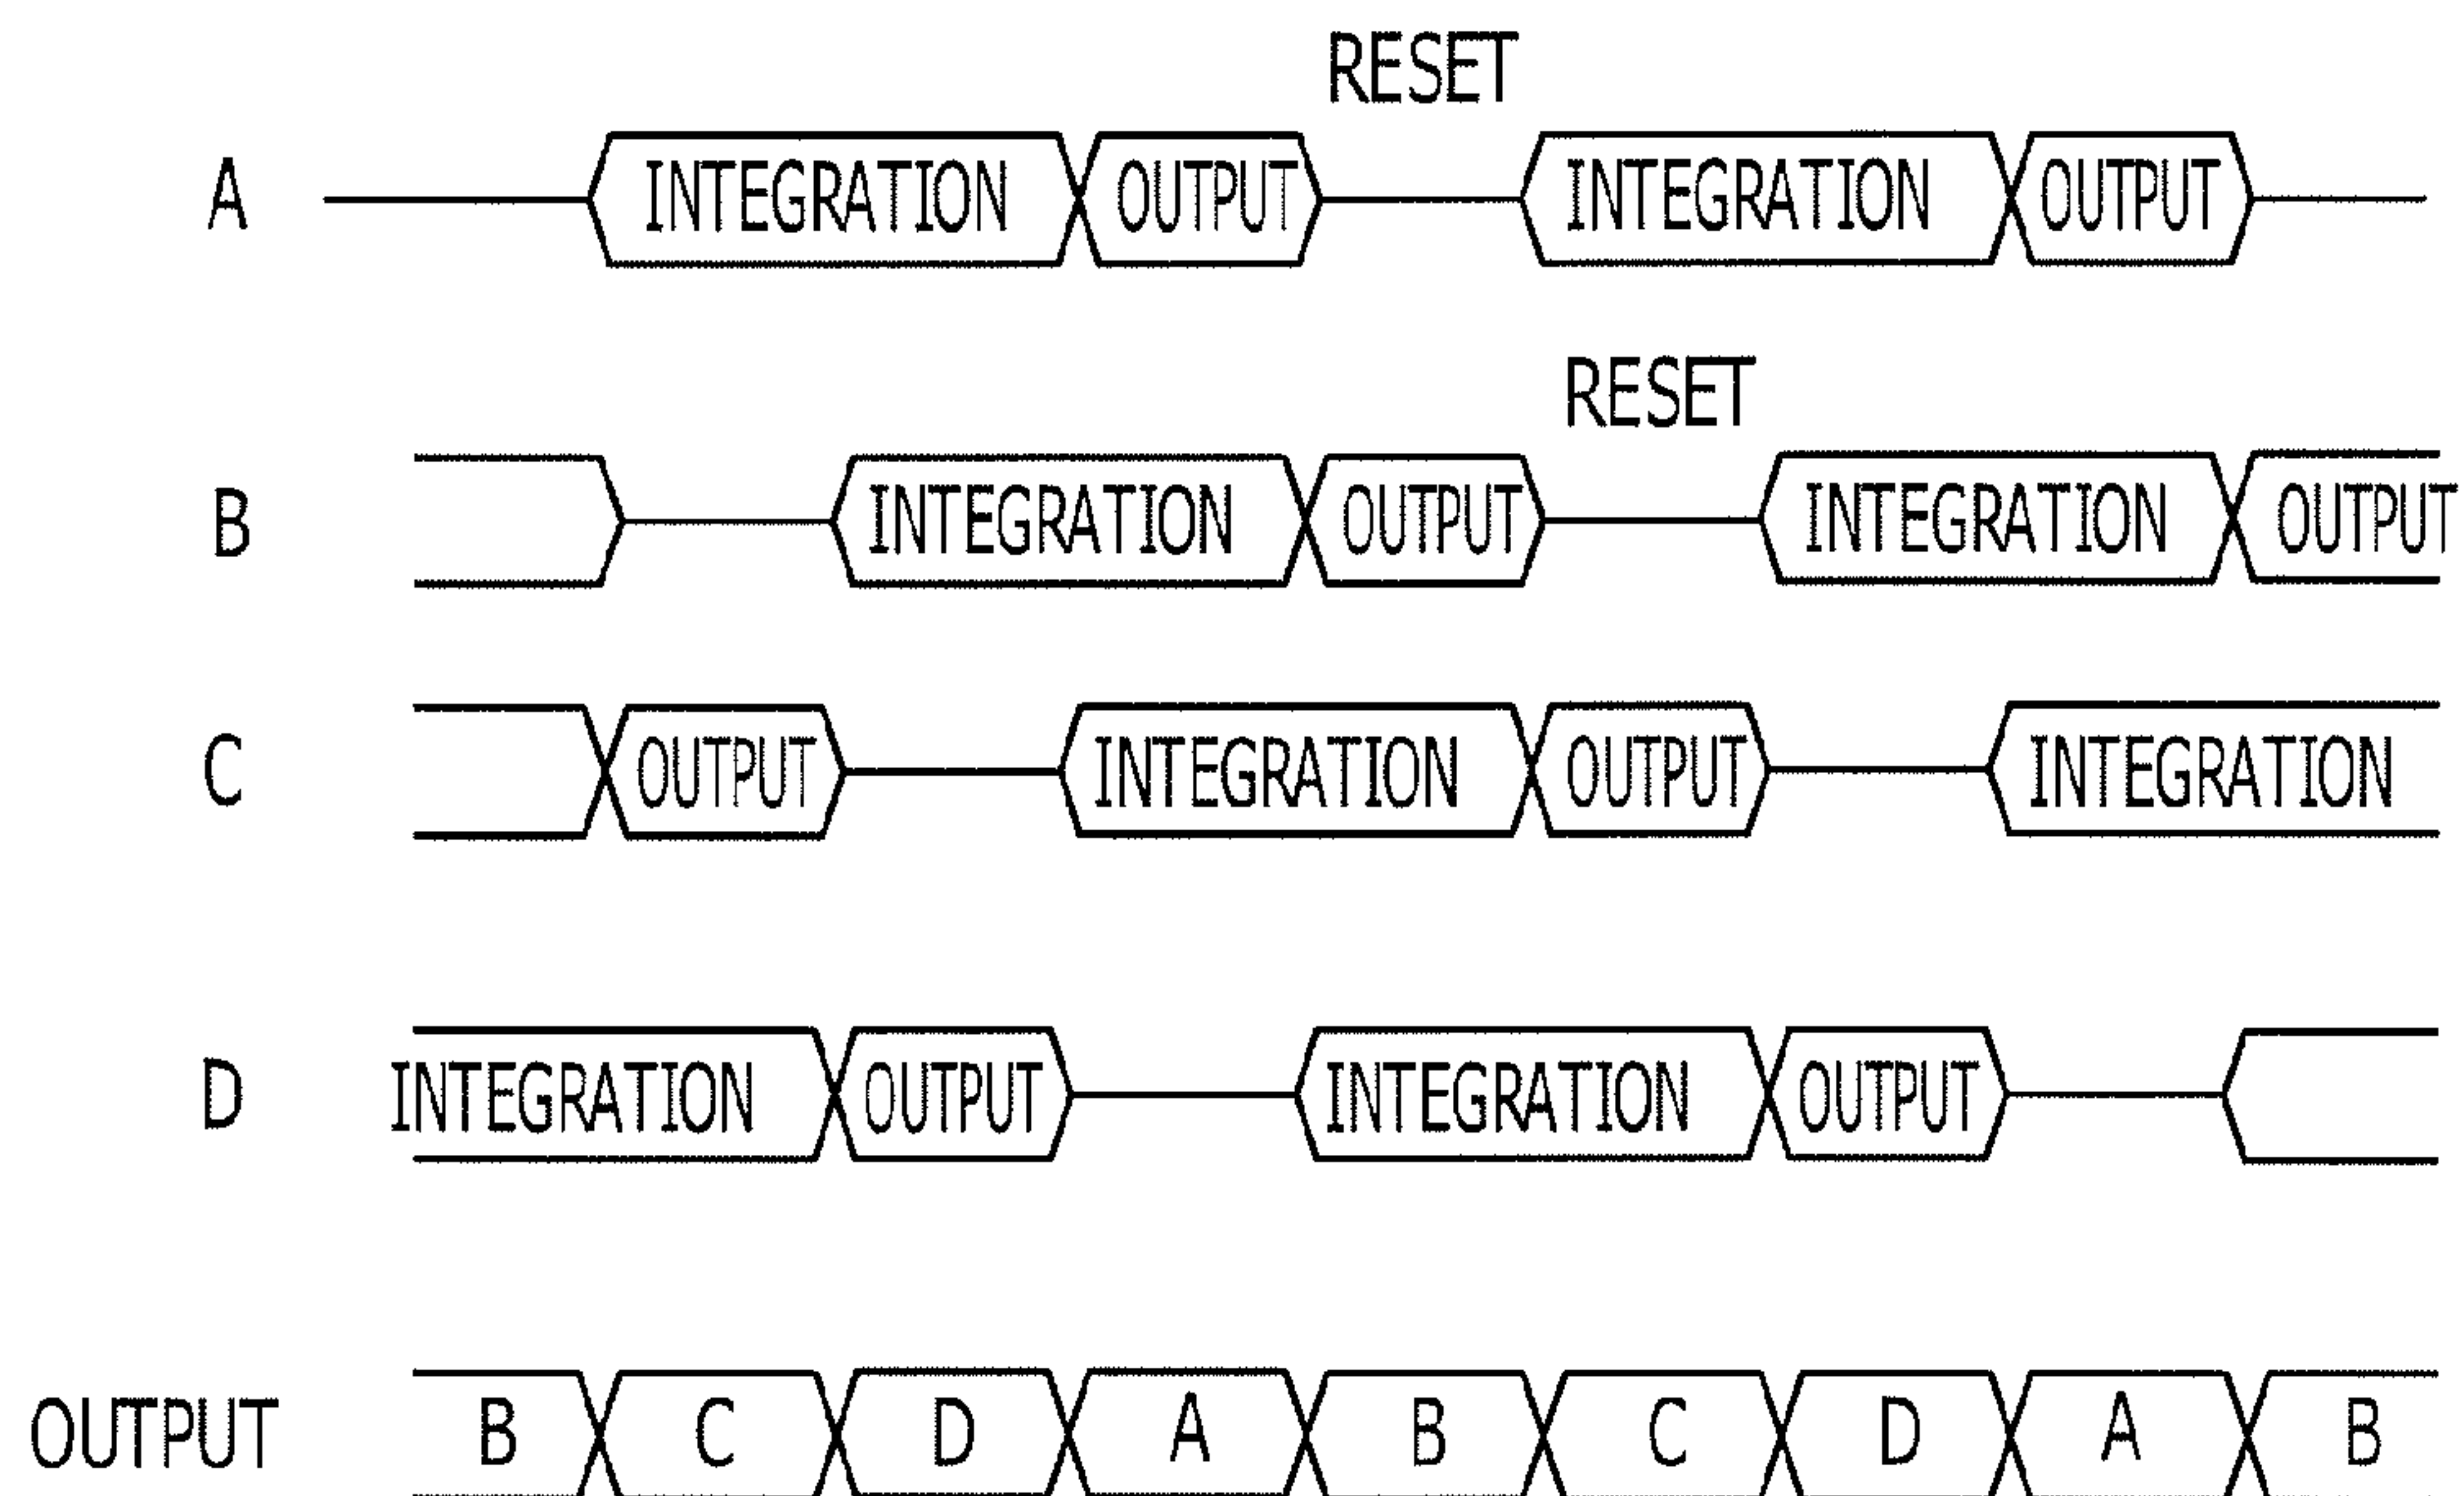 RESET
A INTEGRATION OUTPUT INTEGRATION OUTPUT
RESET
B INTEGRATION OUTPUT INTEGRATION OUTPUT
C OUTPUT INTEGRATION OUTPUT INTEGRATION
D INTEGRATION OUTPUT INTEGRATION OUTPUT
OUTPUT B C D A B C D A B